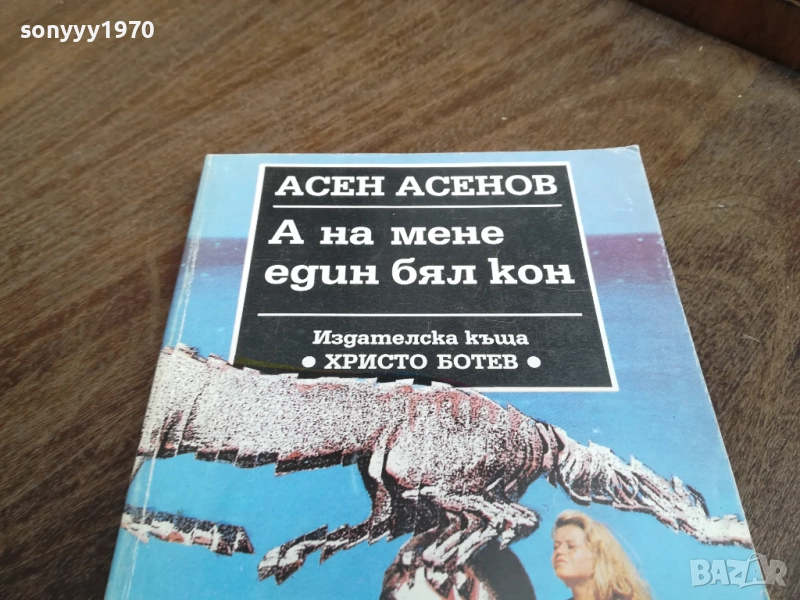 sonyyy1970
АСЕН АСЕНОВ
А на мене
един бял кон
Издателска къща
• ХРИСТО БОТЕВ •
BAZAR